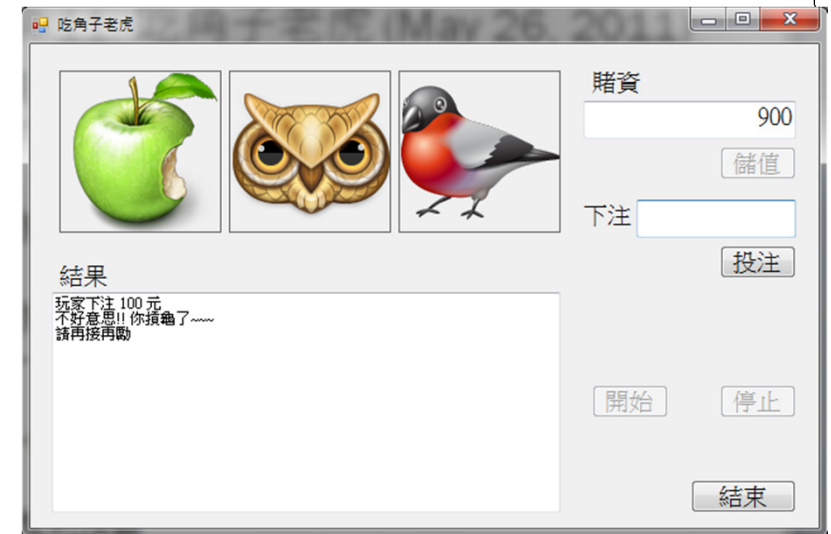 吃角子老虎
賭資
900
儲值
下注
投注
結果
玩家下注 100 元
不好意思!! 你摃龜了~~~
請再接再勵
開始
停止
結束